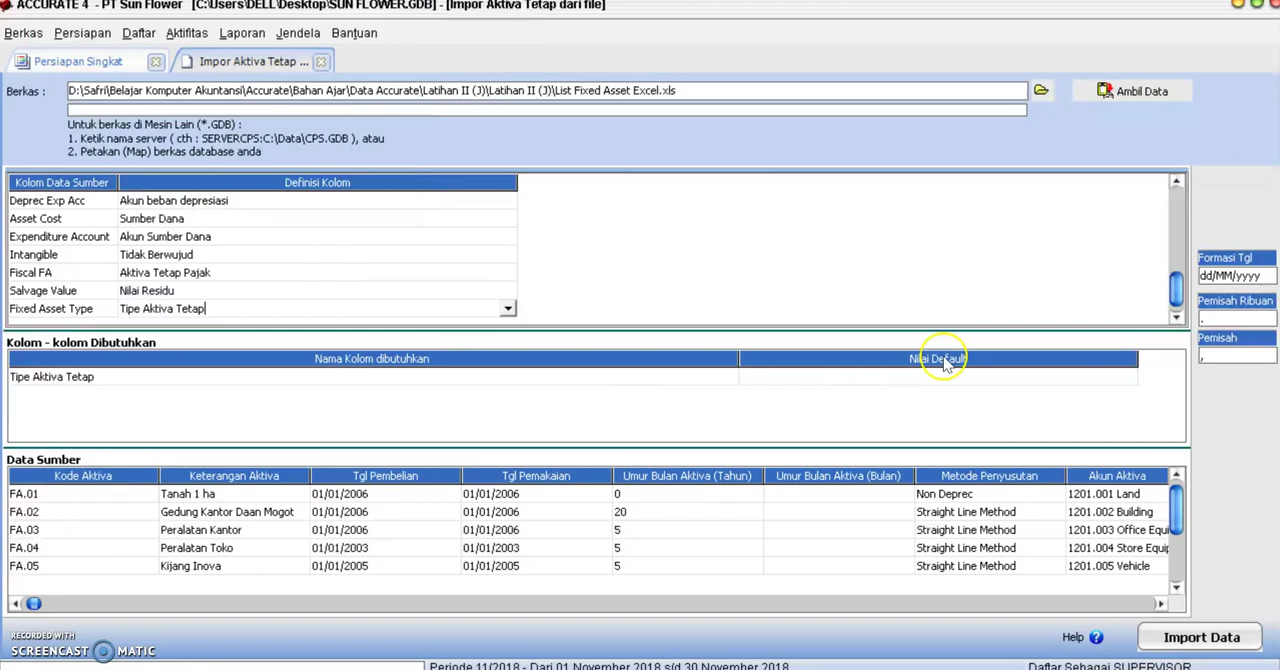 ACCURATE 4 - PT Sun Flower [C:\Users\DELL\Desktop\SUN FLOWER.GDB] - [Impor Aktiva Tetap dari file]
Berkas Persiapan Daftar Aktifitas Laporan Jendela Bantuan
Persiapan Singkat Impor Aktiva Tetap ...
Berkas : D:\Safri\Belajar Komputer Akuntansi\Accurate\Bahan Ajar\Data Accurate\Latihan II (J)\Latihan II (J)\List Fixed Asset Excel.xls Ambil Data
Untuk berkas di Mesin Lain (*.GDB) :
1. Ketik nama server ( cth : SERVERCPS:C:\Data\CPS.GDB ), atau
2. Petakan (Map) berkas database anda
Kolom Data Sumber Definisi Kolom
Deprec Exp Acc Akun beban depresiasi
Asset Cost Sumber Dana
Expenditure Account Akun Sumber Dana
Intangible Tidak Berwujud
Fiscal FA Aktiva Tetap Pajak
Salvage Value Nilai Residu
Fixed Asset Type Tipe Aktiva Tetap
Formasi Tgl
dd/MM/yyyy
Pemisah Ribuan
.
Pemisah
,
Kolom - kolom Dibutuhkan
Nama Kolom dibutuhkan Nilai Default
Tipe Aktiva Tetap
Data Sumber
Kode Aktiva Keterangan Aktiva Tgl Pembelian Tgl Pemakaian Umur Bulan Aktiva (Tahun) Umur Bulan Aktiva (Bulan) Metode Penyusutan Akun Aktiva
FA.01 Tanah 1 ha 01/01/2006 01/01/2006 0 Non Deprec 1201.001 Land
FA.02 Gedung Kantor Daan Mogot 01/01/2006 01/01/2006 20 Straight Line Method 1201.002 Building
FA.03 Peralatan Kantor 01/01/2006 01/01/2006 5 Straight Line Method 1201.003 Office Equi
FA.04 Peralatan Toko 01/01/2003 01/01/2003 5 Straight Line Method 1201.004 Store Equip
FA.05 Kijang Inova 01/01/2005 01/01/2005 5 Straight Line Method 1201.005 Vehicle
Help ? Import Data
RECORDED WITH
SCREENCAST MATIC
Periode 11/2018 - Dari 01 November 2018 s/d 30 November 2018 Daftar Sebagai SUPERVISOR